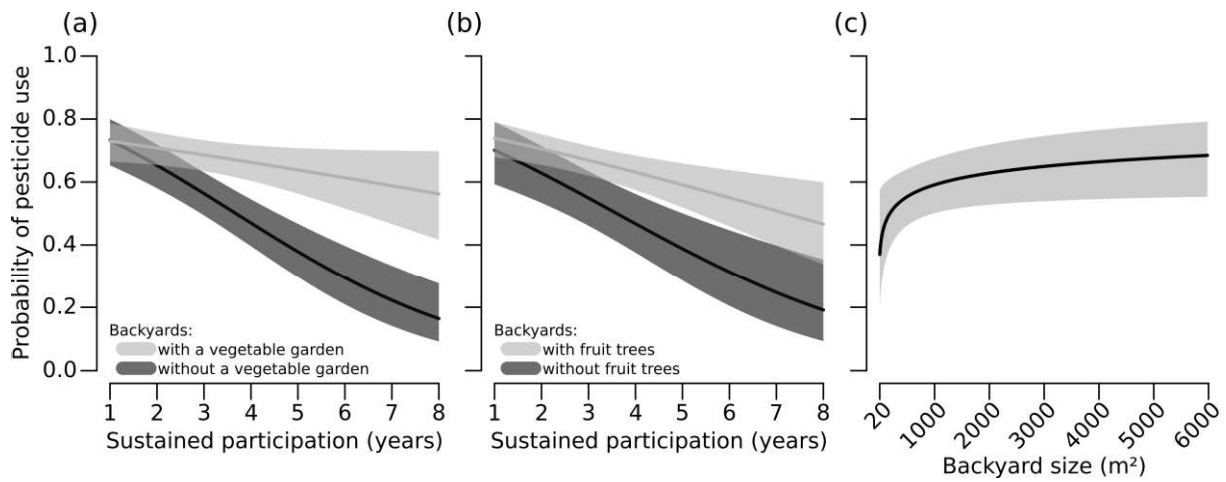 (a)
(b)
(c)
Probability of pesticide use
1.0
0.8
0.6
0.4
0.2
0.0
Backyards:
with a vegetable garden
without a vegetable garden
1 2 3 4 5 6 7 8
Sustained participation (years)
Backyards:
with fruit trees
without fruit trees
1 2 3 4 5 6 7 8
Sustained participation (years)
20 1000 2000 3000 4000 5000 6000
Backyard size (m²)